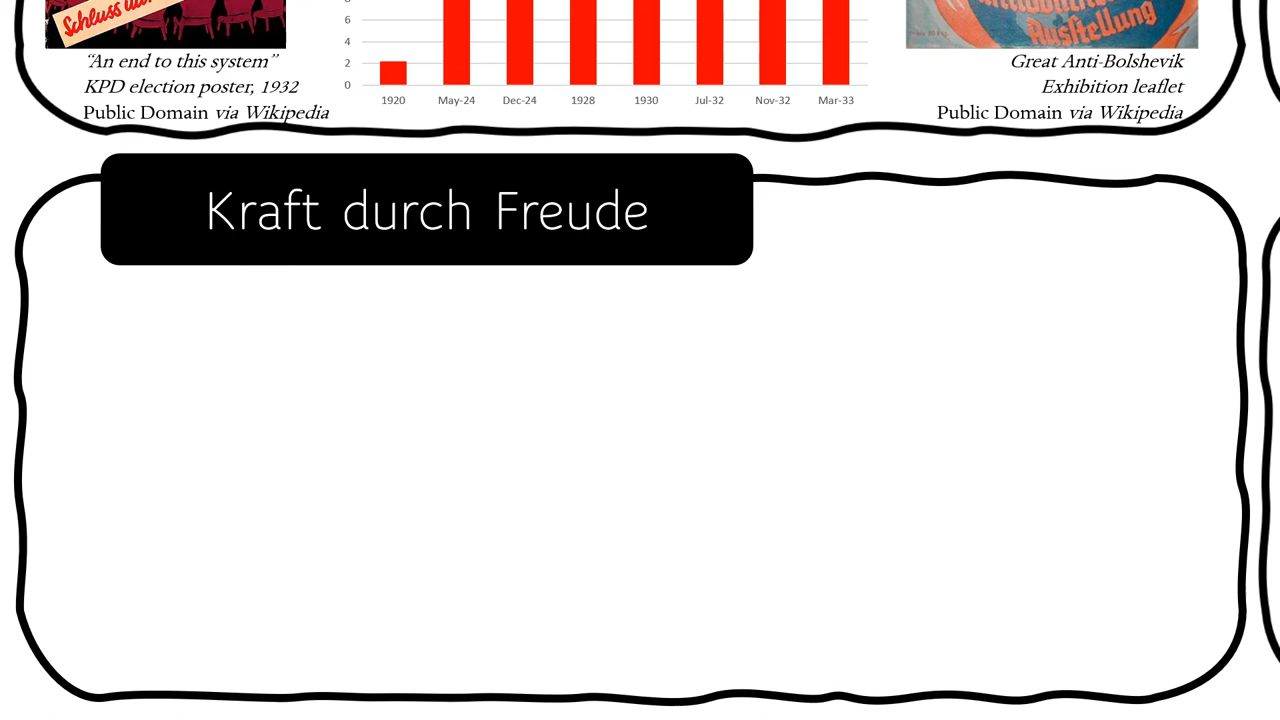 Schluss
Ausstellung
8
6
4
2
0
1920 May-24 Dec-24 1928 1930 Jul-32 Nov-32 Mar-33
“An end to this system”
KPD election poster, 1932
Public Domain via Wikipedia
Great Anti-Bolshevik
Exhibition leaflet
Public Domain via Wikipedia
Kraft durch Freude